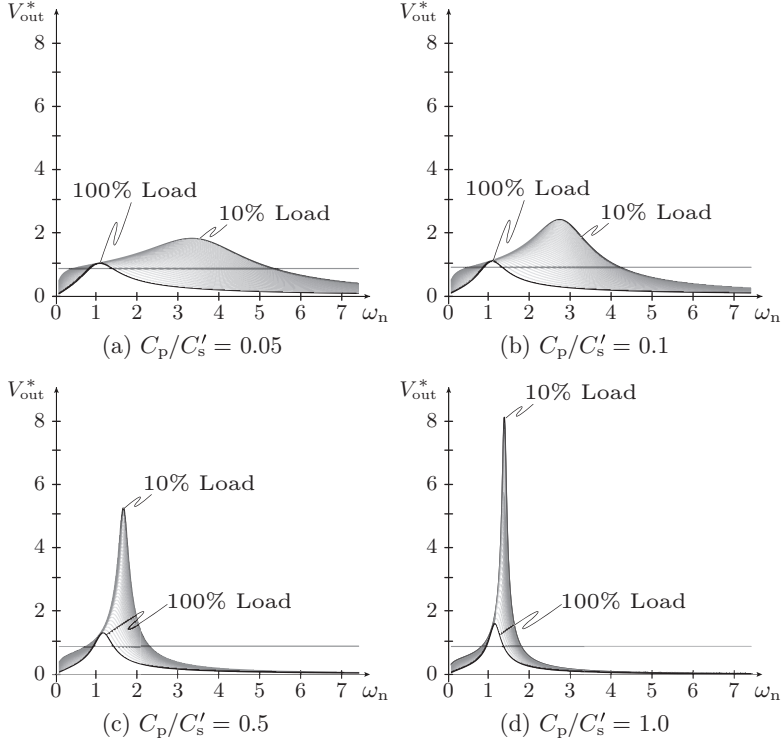 V*out
8
6
4
2
0
100% Load
10% Load
0 1 2 3 4 5 6 7 ωn
(a) Cp/C′s = 0.05
V*out
8
6
4
2
0
100% Load
10% Load
0 1 2 3 4 5 6 7 ωn
(b) Cp/C′s = 0.1
V*out
8
6
4
2
0
10% Load
100% Load
0 1 2 3 4 5 6 7 ωn
(c) Cp/C′s = 0.5
V*out
8
6
4
2
0
10% Load
100% Load
0 1 2 3 4 5 6 7 ωn
(d) Cp/C′s = 1.0